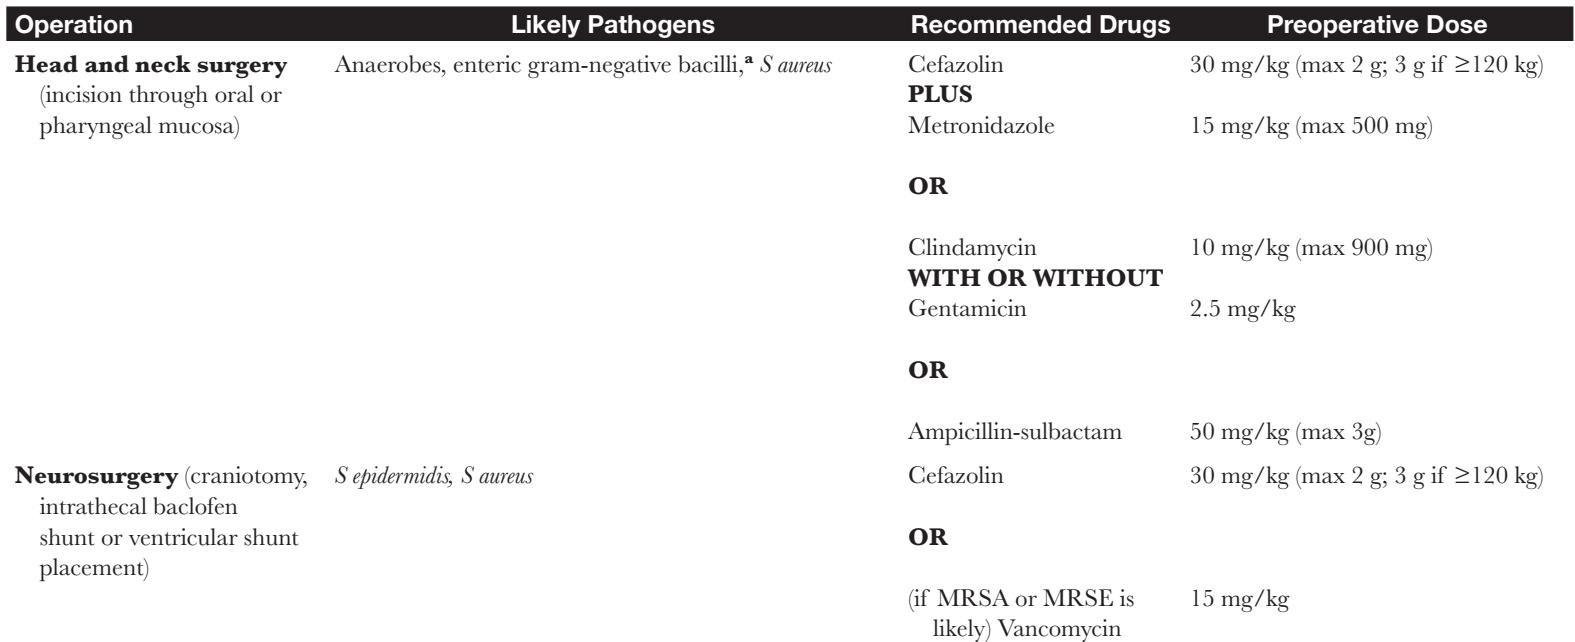 Operation Likely Pathogens Recommended Drugs Preoperative Dose
Head and neck surgery Anaerobes, enteric gram-negative bacilli,a S aureus Cefazolin 30 mg/kg (max 2 g; 3 g if ≥120 kg)
(incision through oral or PLUS
pharyngeal mucosa) Metronidazole 15 mg/kg (max 500 mg)
OR
Clindamycin 10 mg/kg (max 900 mg)
WITH OR WITHOUT
Gentamicin 2.5 mg/kg
OR
Ampicillin-sulbactam 50 mg/kg (max 3g)
Neurosurgery (craniotomy, S epidermidis, S aureus Cefazolin 30 mg/kg (max 2 g; 3 g if ≥120 kg)
intrathecal baclofen
shunt or ventricular shunt OR
placement)
(if MRSA or MRSE is 15 mg/kg
likely) Vancomycin